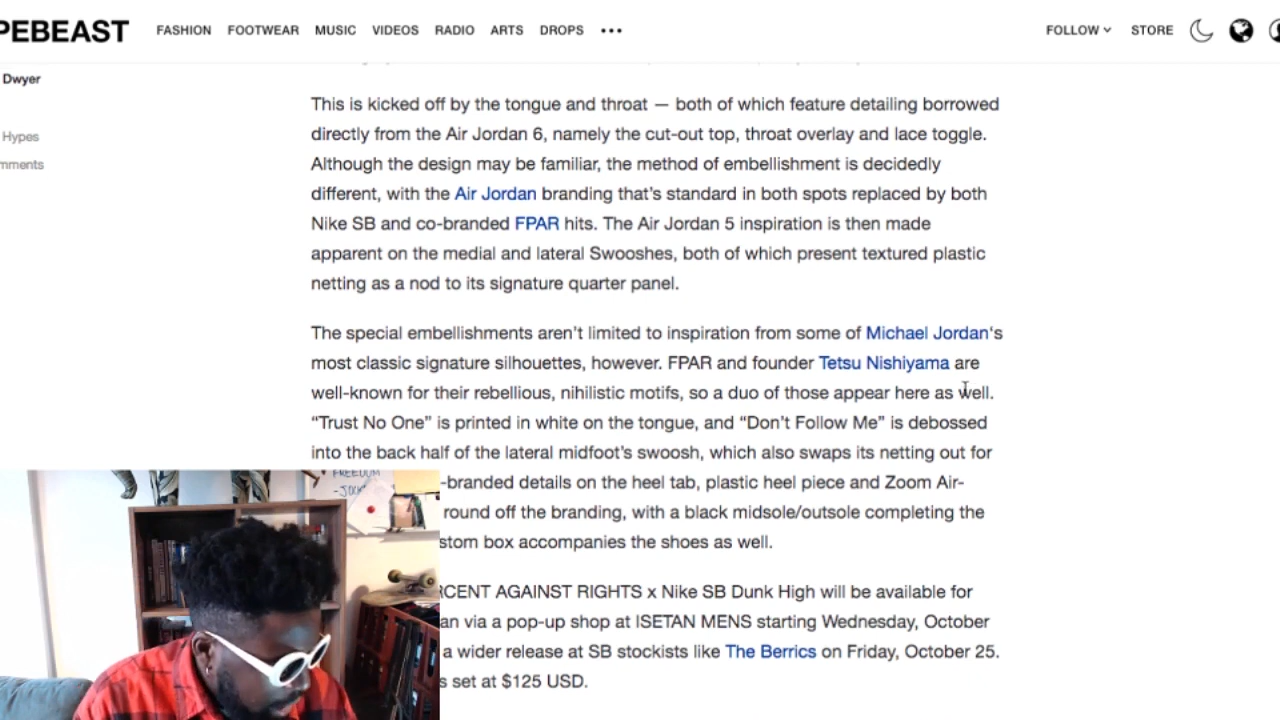 PEBEAST FASHION FOOTWEAR MUSIC VIDEOS RADIO ARTS DROPS ••• FOLLOW STORE
Dwyer
Hypes
mments
This is kicked off by the tongue and throat — both of which feature detailing borrowed
directly from the Air Jordan 6, namely the cut-out top, throat overlay and lace toggle.
Although the design may be familiar, the method of embellishment is decidedly
different, with the Air Jordan branding that’s standard in both spots replaced by both
Nike SB and co-branded FPAR hits. The Air Jordan 5 inspiration is then made
apparent on the medial and lateral Swooshes, both of which present textured plastic
netting as a nod to its signature quarter panel.
The special embellishments aren’t limited to inspiration from some of Michael Jordan‘s
most classic signature silhouettes, however. FPAR and founder Tetsu Nishiyama are
well-known for their rebellious, nihilistic motifs, so a duo of those appear here as well.
“Trust No One” is printed in white on the tongue, and “Don’t Follow Me” is debossed
into the back half of the lateral midfoot’s swoosh, which also swaps its netting out for
-branded details on the heel tab, plastic heel piece and Zoom Air-
round off the branding, with a black midsole/outsole completing the
stom box accompanies the shoes as well.
RCENT AGAINST RIGHTS x Nike SB Dunk High will be available for
an via a pop-up shop at ISETAN MENS starting Wednesday, October
a wider release at SB stockists like The Berrics on Friday, October 25.
s set at $125 USD.
FREEDOM